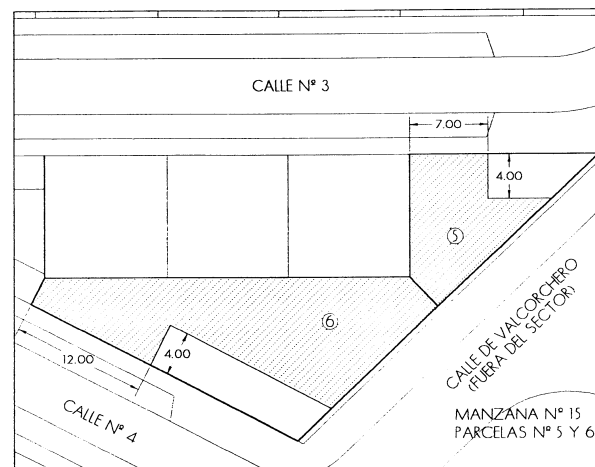 CALLE Nº 3
7.00
4.00
5
6
12.00
4.00
CALLE Nº 4
CALLE DE VALCORCHERO
(FUERA DEL SECTOR)
MANZANA Nº 15
PARCELAS Nº 5 Y 6